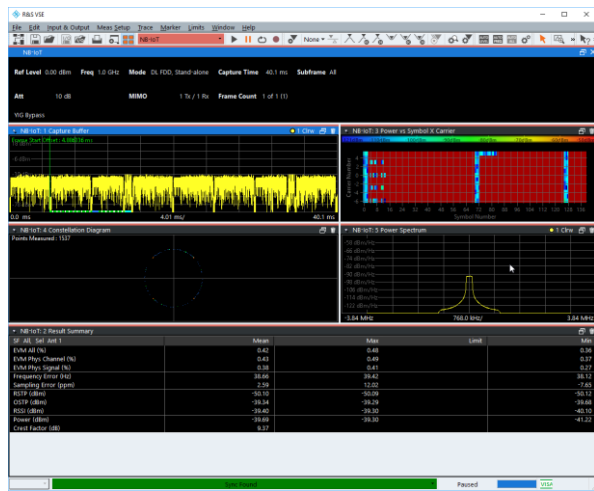 R&S VSE
File Edit Input & Output Meas Setup Trace Marker Limits Window Help
NB-IoT None
NB-IoT
Ref Level 0.00 dBm Freq 1.0 GHz Mode DL FDD, Stand-alone Capture Time 40.1 ms Subframe All
Att 10 dB MIMO 1 Tx / 1 Rx Frame Count 1 of 1 (1)
YIG Bypass
NB-IoT: 1 Capture Buffer 1 Clrw
0.0 ms 4.01 ms/ 40.1 ms
NB-IoT: 3 Power vs Symbol X Carrier
Carrier Number
Symbol Number
NB-IoT: 4 Constellation Diagram
Points Measured : 1537
NB-IoT: 5 Power Spectrum 1 Clrw
-3.84 MHz 768.0 kHz/ 3.84 MHz
NB-IoT: 2 Result Summary
SF All, Sel Ant 1 Mean Max Limit Min
EVM All (%) 0.42 0.48 0.36
EVM Phys Channel (%) 0.43 0.49 0.37
EVM Phys Signal (%) 0.38 0.41 0.27
Frequency Error (Hz) 38.66 39.42 38.12
Sampling Error (ppm) 2.59 12.02 -7.65
RSTP (dBm) -50.10 -50.09 -50.12
OSTP (dBm) -39.34 -39.29 -39.68
RSSI (dBm) -39.40 -39.30 -40.10
Power (dBm) -39.69 -39.30 -41.22
Crest Factor (dB) 9.37
Sync Found Paused VISA